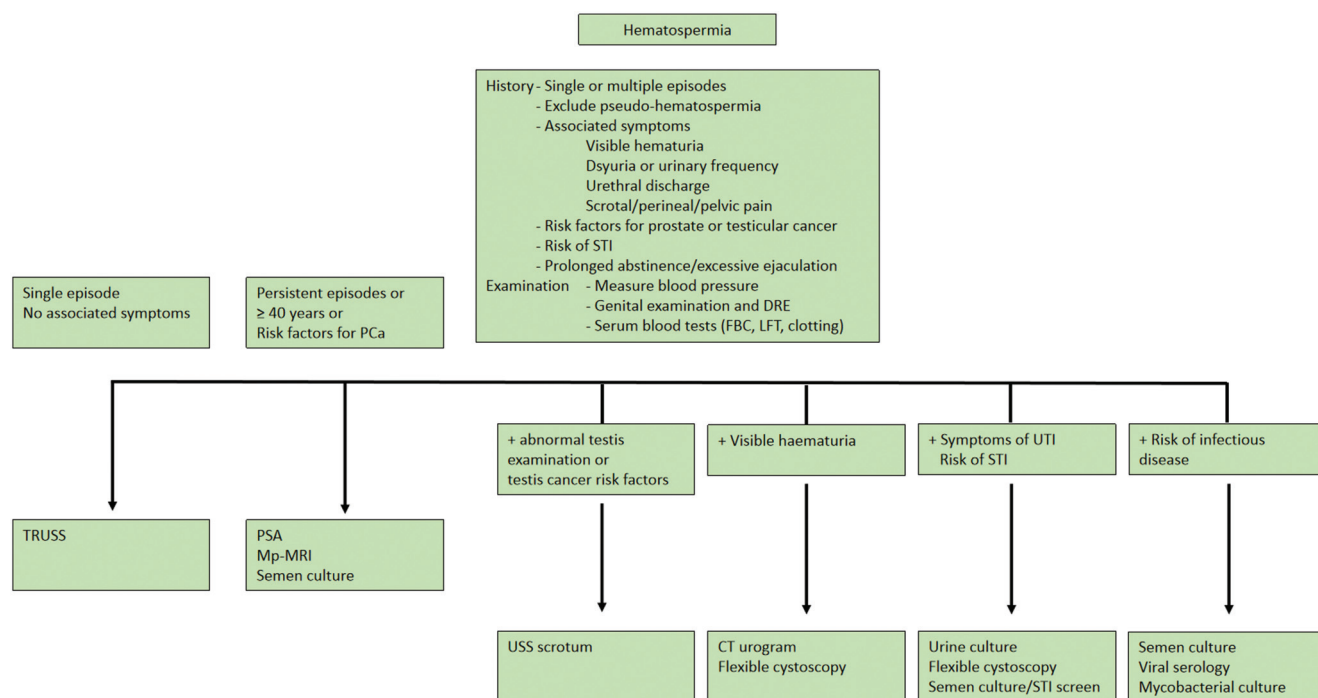 Hematospermia
History - Single or multiple episodes
- Exclude pseudo-hematospermia
- Associated symptoms
Visible hematuria
Dsyuria or urinary frequency
Urethral discharge
Scrotal/perineal/pelvic pain
- Risk factors for prostate or testicular cancer
- Risk of STI
- Prolonged abstinence/excessive ejaculation
Examination - Measure blood pressure
- Genital examination and DRE
- Serum blood tests (FBC, LFT, clotting)
Single episode
No associated symptoms
Persistent episodes or
≥ 40 years or
Risk factors for PCa
+ abnormal testis
examination or
testis cancer risk factors
+ Visible haematuria
+ Symptoms of UTI
Risk of STI
+ Risk of infectious
disease
TRUSS
PSA
Mp-MRI
Semen culture
USS scrotum
CT urogram
Flexible cystoscopy
Urine culture
Flexible cystoscopy
Semen culture/STI screen
Semen culture
Viral serology
Mycobacterial culture